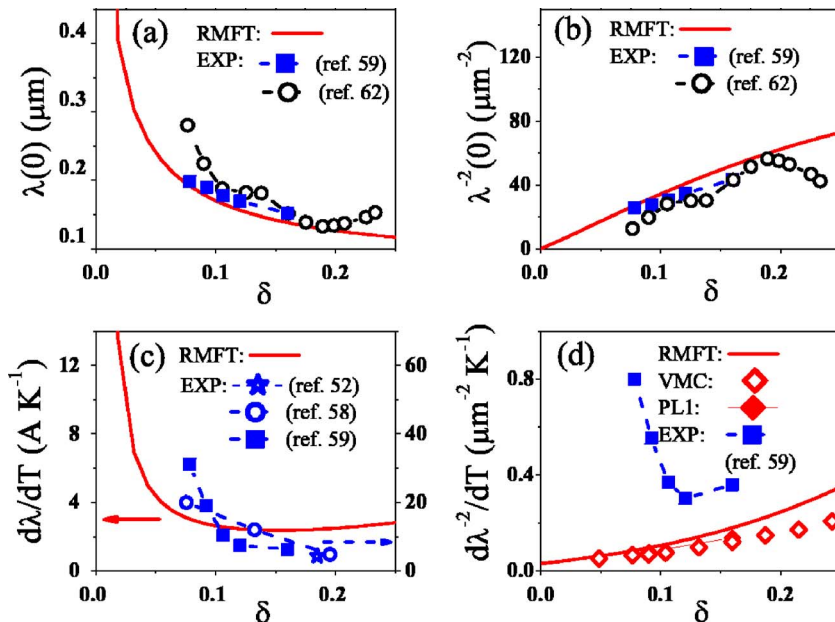 (a)
RMFT:
EXP: (ref. 59)
(ref. 62)
λ(0) (μm)
0.4
0.3
0.2
0.1
0.0 0.1 0.2
δ
(b)
RMFT:
EXP: (ref. 59)
(ref. 62)
λ⁻²(0) (μm⁻²)
150
120
80
40
0
0.0 0.1 0.2
δ
(c)
RMFT:
EXP: (ref. 52)
(ref. 58)
(ref. 59)
dλ/dT (A K⁻¹)
12
8
4
0
60
40
20
0
0.0 0.1 0.2
δ
(d)
RMFT:
VMC:
PL1:
EXP:
(ref. 59)
dλ⁻²/dT (μm⁻² K⁻¹)
0.8
0.4
0.0
0.0 0.1 0.2
δ